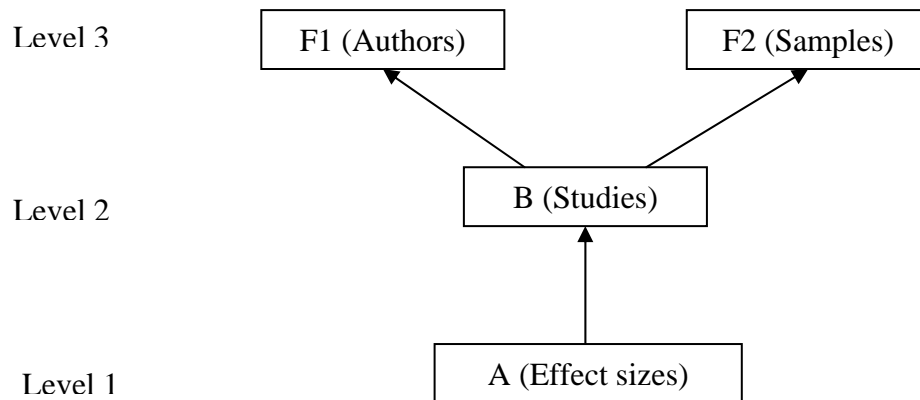 Level 3
F1 (Authors)
F2 (Samples)
Level 2
B (Studies)
Level 1
A (Effect sizes)